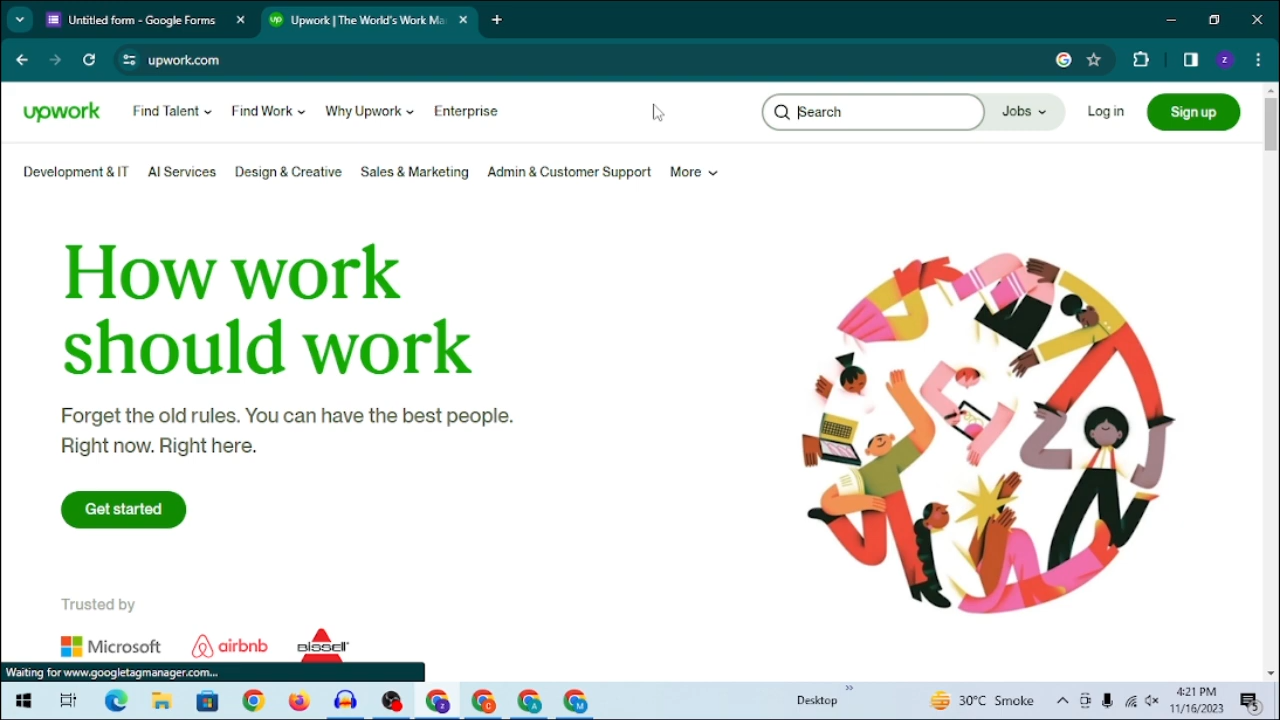 Untitled form - Google Forms
Upwork | The World's Work Ma
upwork.com
z
upwork
Find Talent
Find Work
Why Upwork
Enterprise
Search
Jobs
Log in
Sign up
Development & IT
AI Services
Design & Creative
Sales & Marketing
Admin & Customer Support
More
How work
should work
Forget the old rules. You can have the best people.
Right now. Right here.
Get started
Trusted by
Microsoft
airbnb
BISSELL
Waiting for www.googletagmanager.com...
Desktop
30°C Smoke
4:21 PM
11/16/2023
5